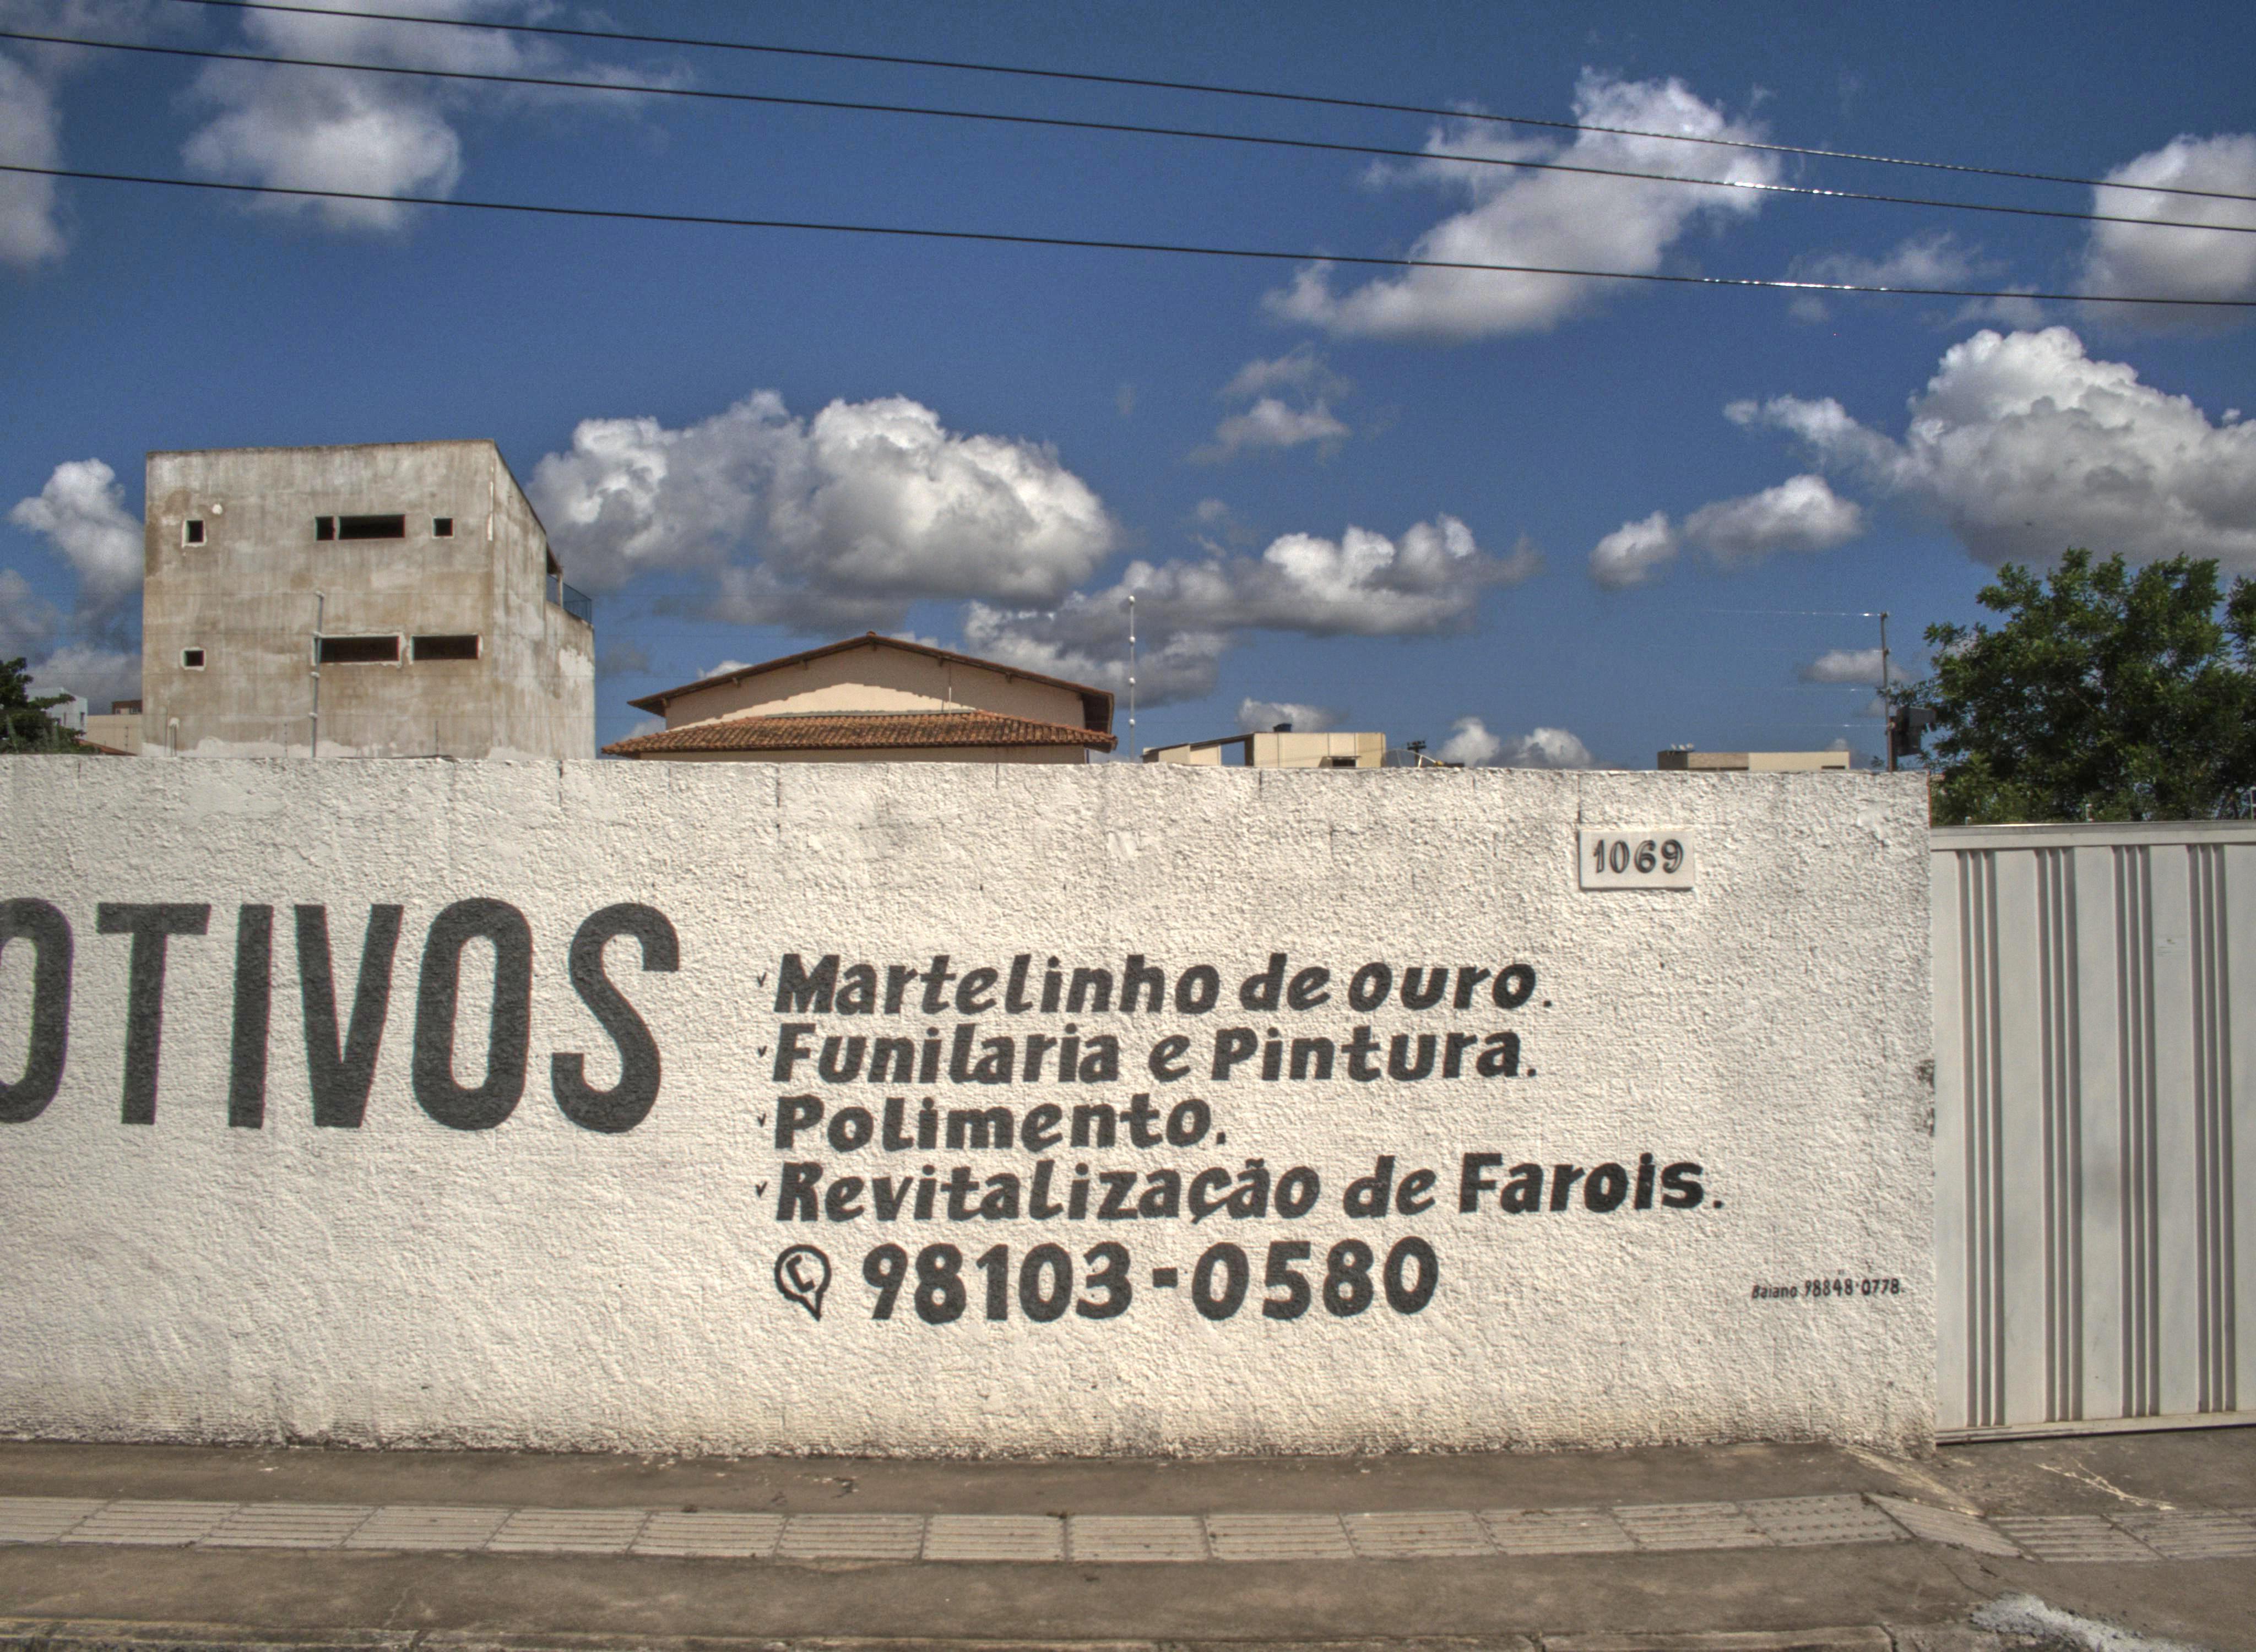 1069
OTIVOS
Martelinho de ouro.
Funilaria e Pintura.
Polimento.
Revitalização de Farois.
98103-0580
Baiano 98848-0778.